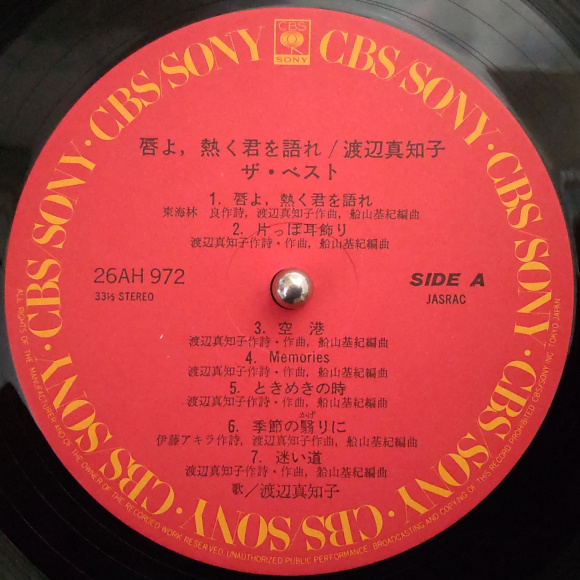 CBS/SONY・CBS/SONY・CBS/SONY・CBS/SONY・CBS/SONY・CBS/SONY・CBS/SONY・CBS/SONY
CBS
SONY
唇よ, 熱く君を語れ/渡辺真知子
ザ・ベスト
1. 唇よ, 熱く君を語れ
東海林 良作詩, 渡辺真知子作曲, 船山基紀編曲
2. 片っぽ耳飾り
渡辺真知子作詩・作曲, 船山基紀編曲
26AH 972
33⅓ STEREO
SIDE A
JASRAC
3. 空 港
渡辺真知子作詩・作曲, 船山基紀編曲
4. Memories
渡辺真知子作詩・作曲, 船山基紀編曲
5. ときめきの時
渡辺真知子作詩・作曲, 船山基紀編曲
かげ
6. 季節の翳りに
伊藤アキラ作詩, 渡辺真知子作曲, 船山基紀編曲
7. 迷い道
渡辺真知子作詩・作曲, 船山基紀編曲
歌/渡辺真知子
ALL RIGHTS OF THE MANUFACTURER AND OF THE OWNER OF THE RECORDED WORK RESERVED. UNAUTHORIZED PUBLIC PERFORMANCE, BROADCASTING AND COPYING OF THIS RECORD PROHIBITED. CBS/SONY INC. TOKYO JAPAN